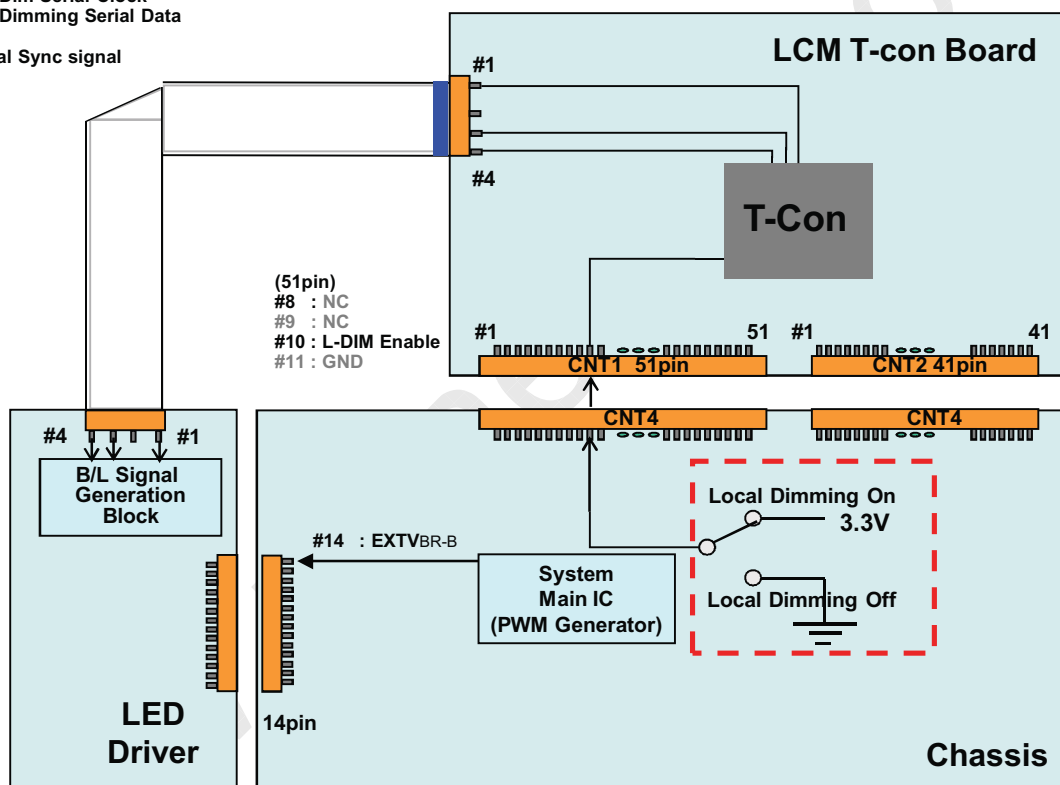 Dimming Serial Data
Sync signal
LCM T-con Board
#1
#4
T-Con
(51pin)
#8 : NC
#9 : NC
#10 : L-DIM Enable
#11 : GND
#1
51
#1
41
CNT1 51pin
CNT2 41pin
CNT4
CNT4
#4
#1
B/L Signal
Generation
Block
Local Dimming On
3.3V
#14 : EXTVBR-B
System
Main IC
(PWM Generator)
Local Dimming Off
LED
Driver
14pin
Chassis